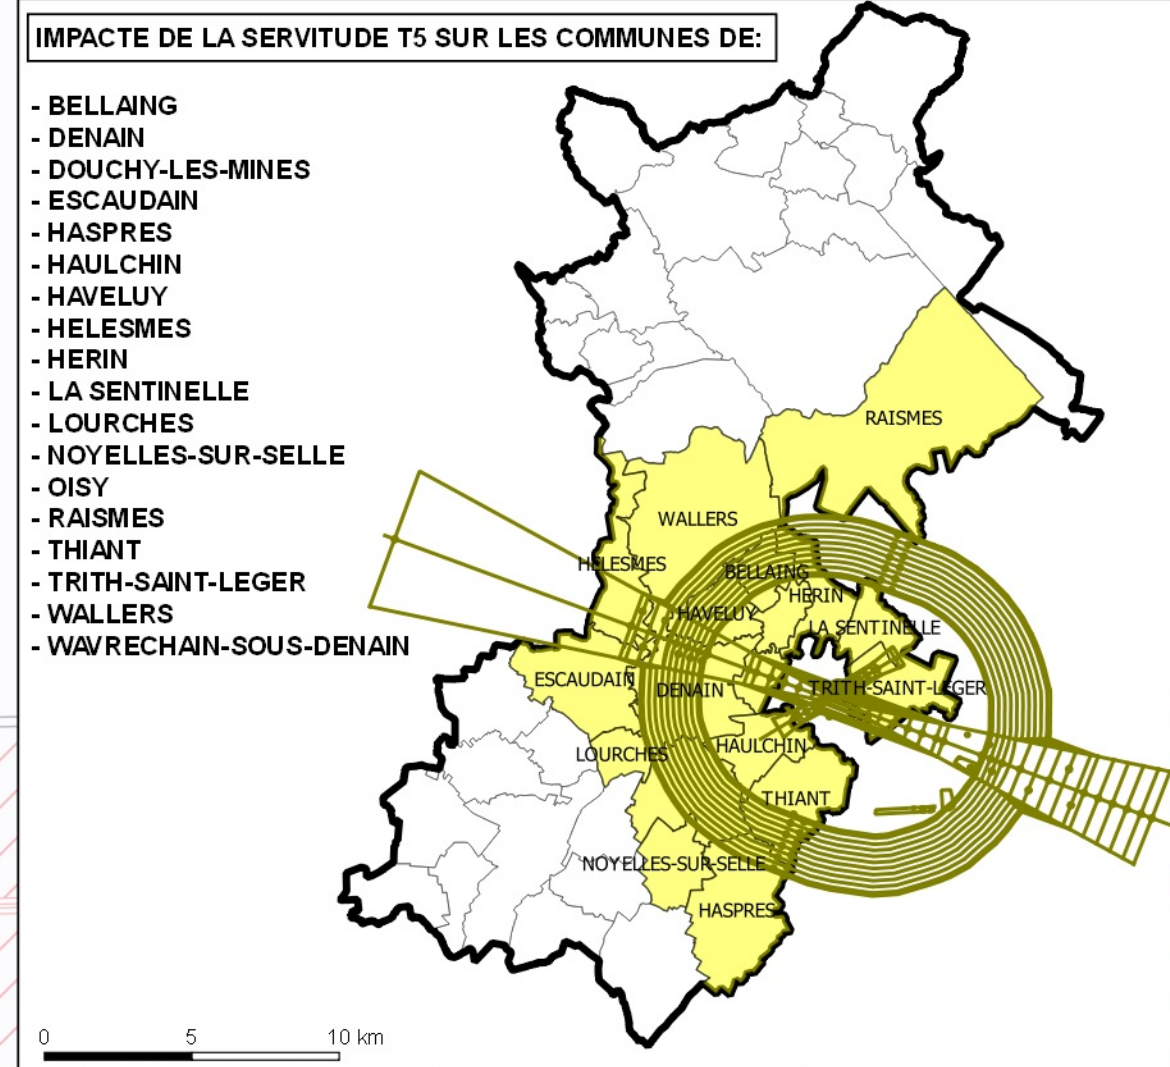 IMPACTE DE LA SERVITUDE T5 SUR LES COMMUNES DE:
- BELLAING
- DENAIN
- DOUCHY-LES-MINES
- ESCAUDAIN
- HASPRES
- HAULCHIN
- HAVELUY
- HELESMES
- HERIN
- LA SENTINELLE
- LOURCHES
- NOYELLES-SUR-SELLE
- OISY
- RAISMES
- THIANT
- TRITH-SAINT-LEGER
- WALLERS
- WAVRECHAIN-SOUS-DENAIN
RAISMES
WALLERS
HELESMES
BELLAING
HERIN
HAVELUY
LA SENTINELLE
ESCAUDAIN
DENAIN
TRITH-SAINT-LEGER
HAULCHIN
LOURCHES
THIANT
NOYELLES-SUR-SELLE
HASPRES
0 5 10 km